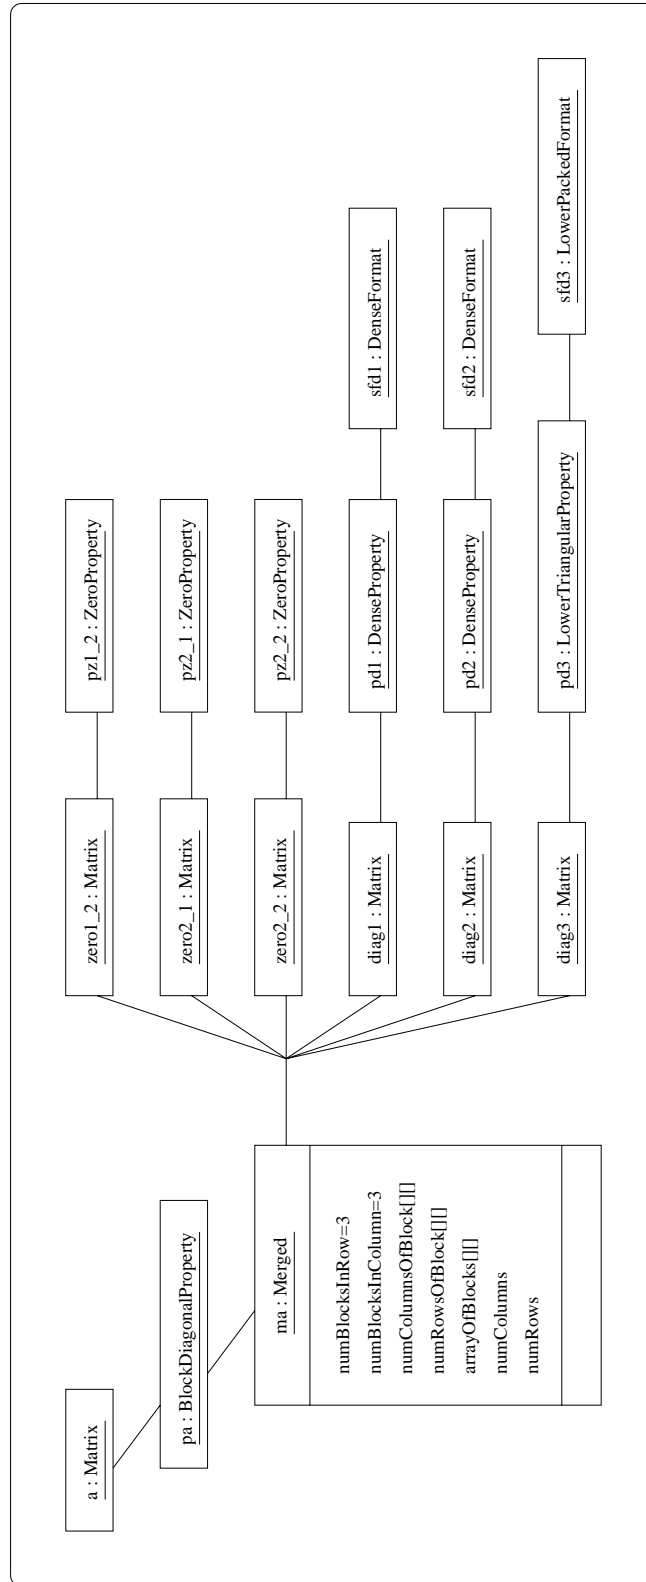 a : Matrix
pa : BlockDiagonalProperty
ma : Merged
numBlocksInRow=3
numBlocksInColumn=3
numColumnsOfBlock[][]
numRowsOfBlock[][]
arrayOfBlocks[][]
numColumns
numRows
zero1_2 : Matrix
zero2_1 : Matrix
zero2_2 : Matrix
diag1 : Matrix
diag2 : Matrix
diag3 : Matrix
pz1_2 : ZeroProperty
pz2_1 : ZeroProperty
pz2_2 : ZeroProperty
pd1 : DenseProperty
pd2 : DenseProperty
pd3 : LowerTriangularProperty
sfd1 : DenseFormat
sfd2 : DenseFormat
sfd3 : LowerPackedFormat